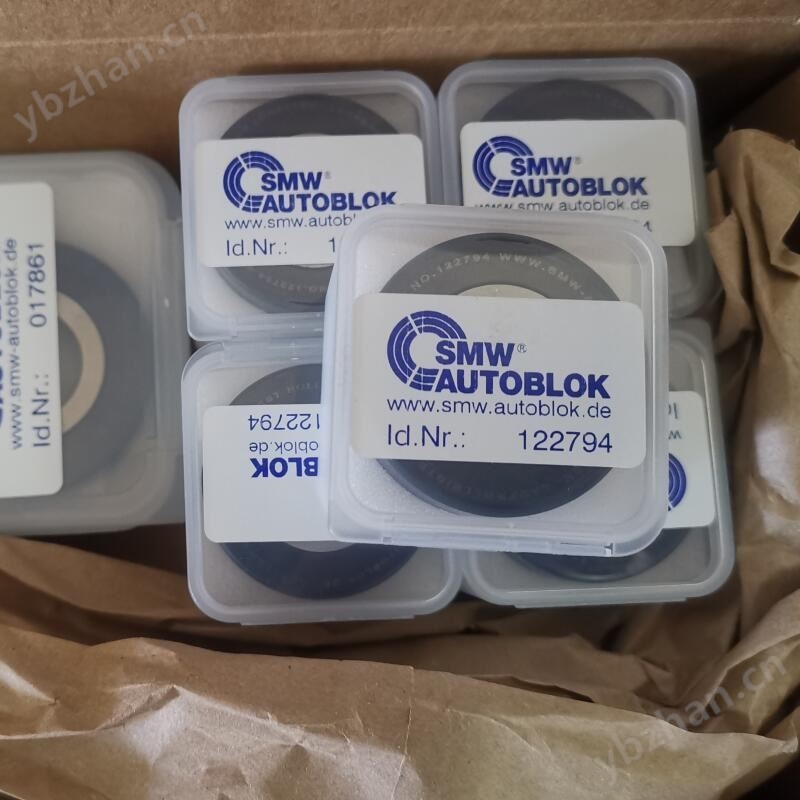 ybzhan.cn
SMW®
AUTOBLOK
www.smw.autoblok.de
Id.Nr.: 1
SMW®
AUTOBLOK
www.smw.autoblok.de
www.smw-autoblok.de
Id.Nr.: 017861
NO.122794 WWW.SMW-
SMW®
AUTOBLOK
www.smw.autoblok.de
Id.Nr.: 122794
122794
oblok.de
BLOK
ybzhan.cn